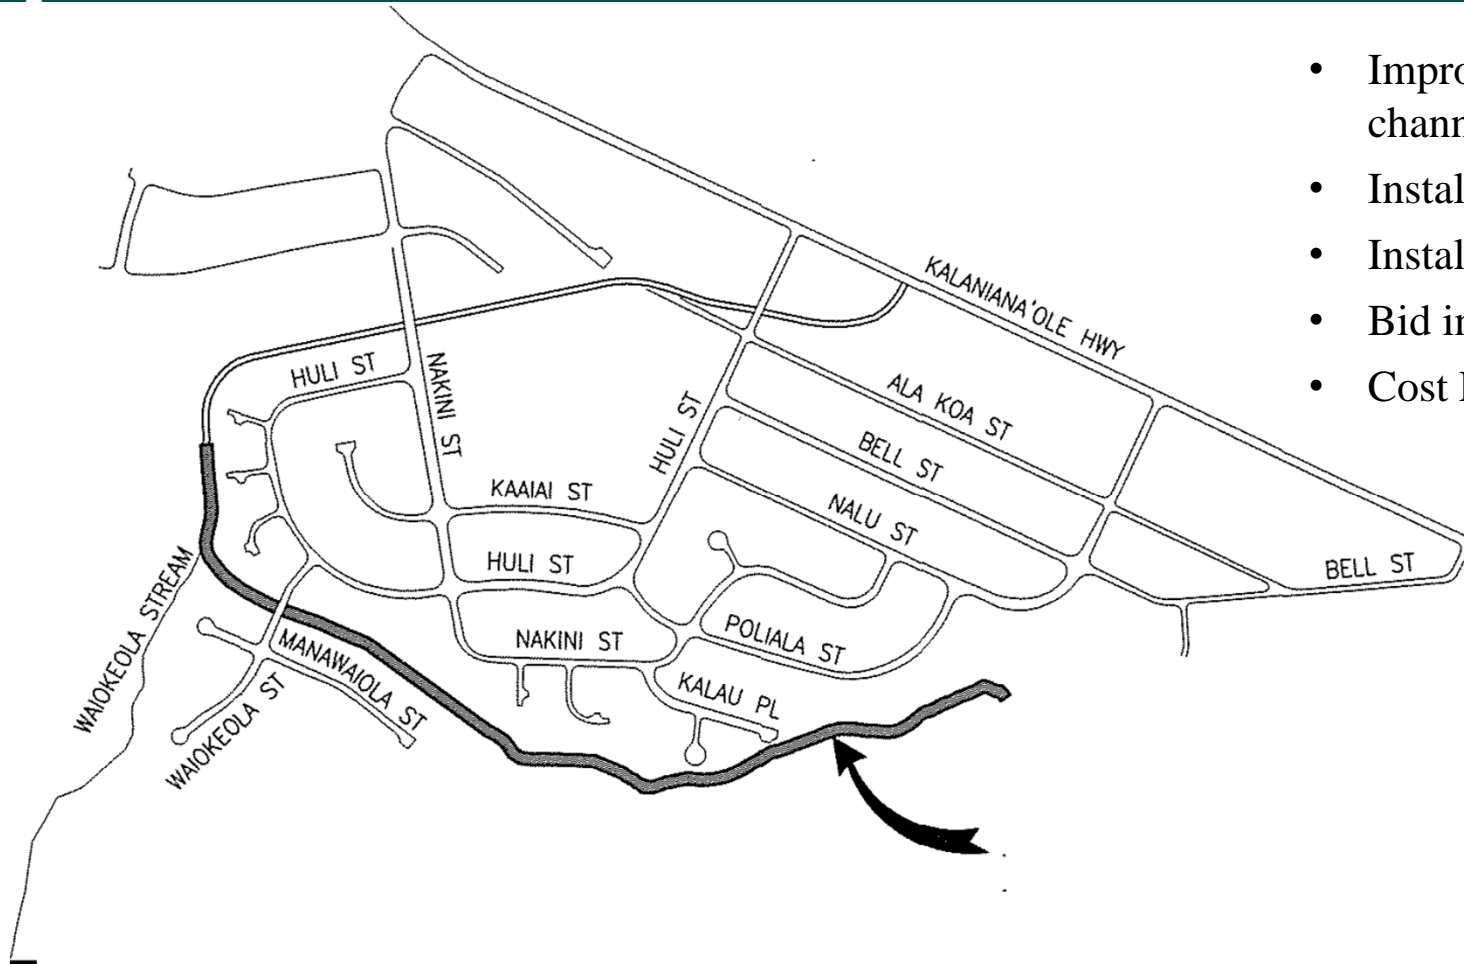 • Impro
chann
• Instal
• Instal
• Bid in
• Cost
KALANIANA'OLE HWY
HULI ST
NAKINI ST
HULI ST
ALA KOA ST
BELL ST
KAAIAI ST
NALU ST
HULI ST
BELL ST
WAIOKEOLA STREAM
NAKINI ST
POLIALA ST
MANAWAIOLA ST
KALAU PL
WAIOKEOLA ST